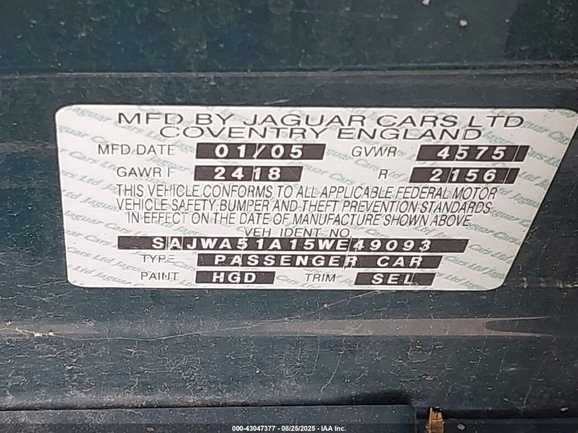 MFD BY JAGUAR CARS LTD
COVENTRY ENGLAND
MFD.DATE 01/05 GVWR 4575
GAWR F 2418 R 2156
THIS VEHICLE CONFORMS TO ALL APPLICABLE FEDERAL MOTOR
VEHICLE SAFETY, BUMPER AND THEFT PREVENTION STANDARDS
IN EFFECT ON THE DATE OF MANUFACTURE SHOWN ABOVE.
VEH IDENT NO
SAJWA51A15WE49093
TYPE PASSENGER CAR
PAINT HGD TRIM SEL
000-43047377 - 08/25/2025 - IAA Inc.